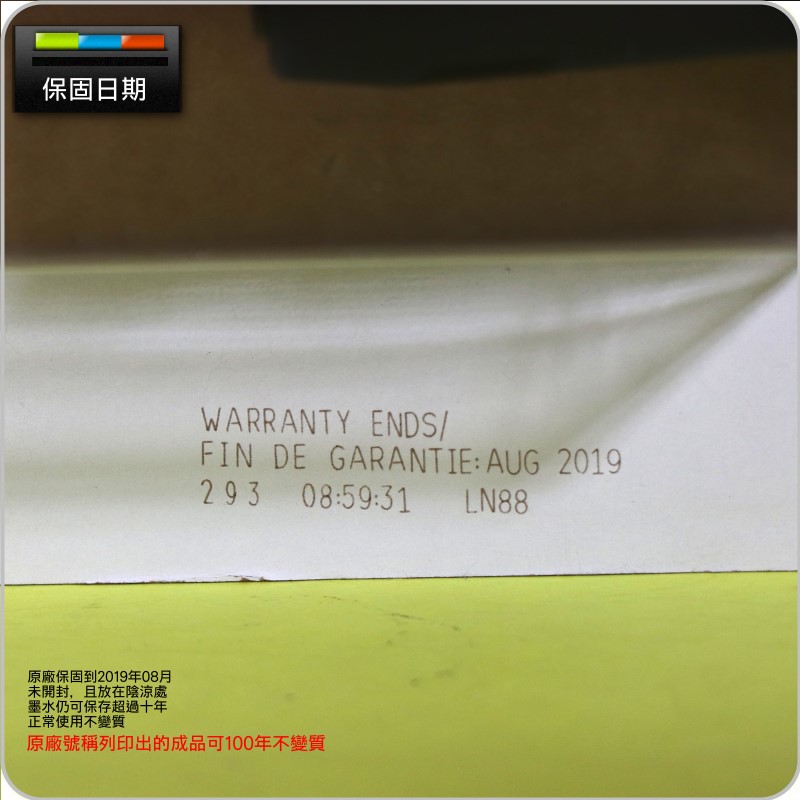 保固日期
WARRANTY ENDS/
FIN DE GARANTIE:AUG 2019
293 08:59:31 LN88
原廠保固到2019年08月
未開封，且放在陰涼處
墨水仍可保存超過十年
正常使用不變質
原廠號稱列印出的成品可100年不變質